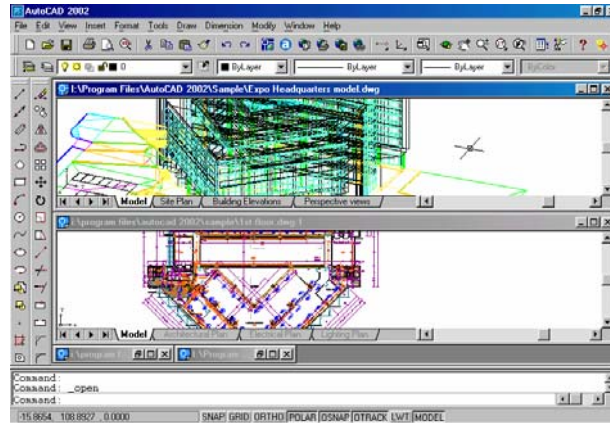 AutoCAD 2002
File Edit View Insert Format Tools Draw Dimension Modify Window Help
0 ByLayer ByLayer ByLayer ByColor
I:\Program Files\AutoCAD 2002\Sample\Expo Headquarters model.dwg
Model Site Plan Building Elevations Perspective views
i:\program files\autocad 2002\sample\1st floor.dwg:1
Model Architectural Plan Electrical Plan Lighting Plan
Command:
Command: _open
Command:
-15.8654, 108.8927 , 0.0000 SNAP GRID ORTHO POLAR OSNAP OTRACK LWT MODEL